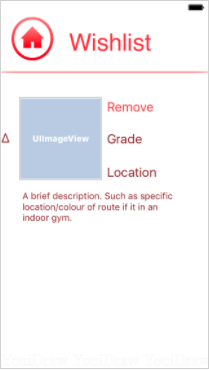 Wishlist
Remove
Δ
UIImageView
Grade
Location
A brief description. Such as specific
location/colour of route if it in an
indoor gym.